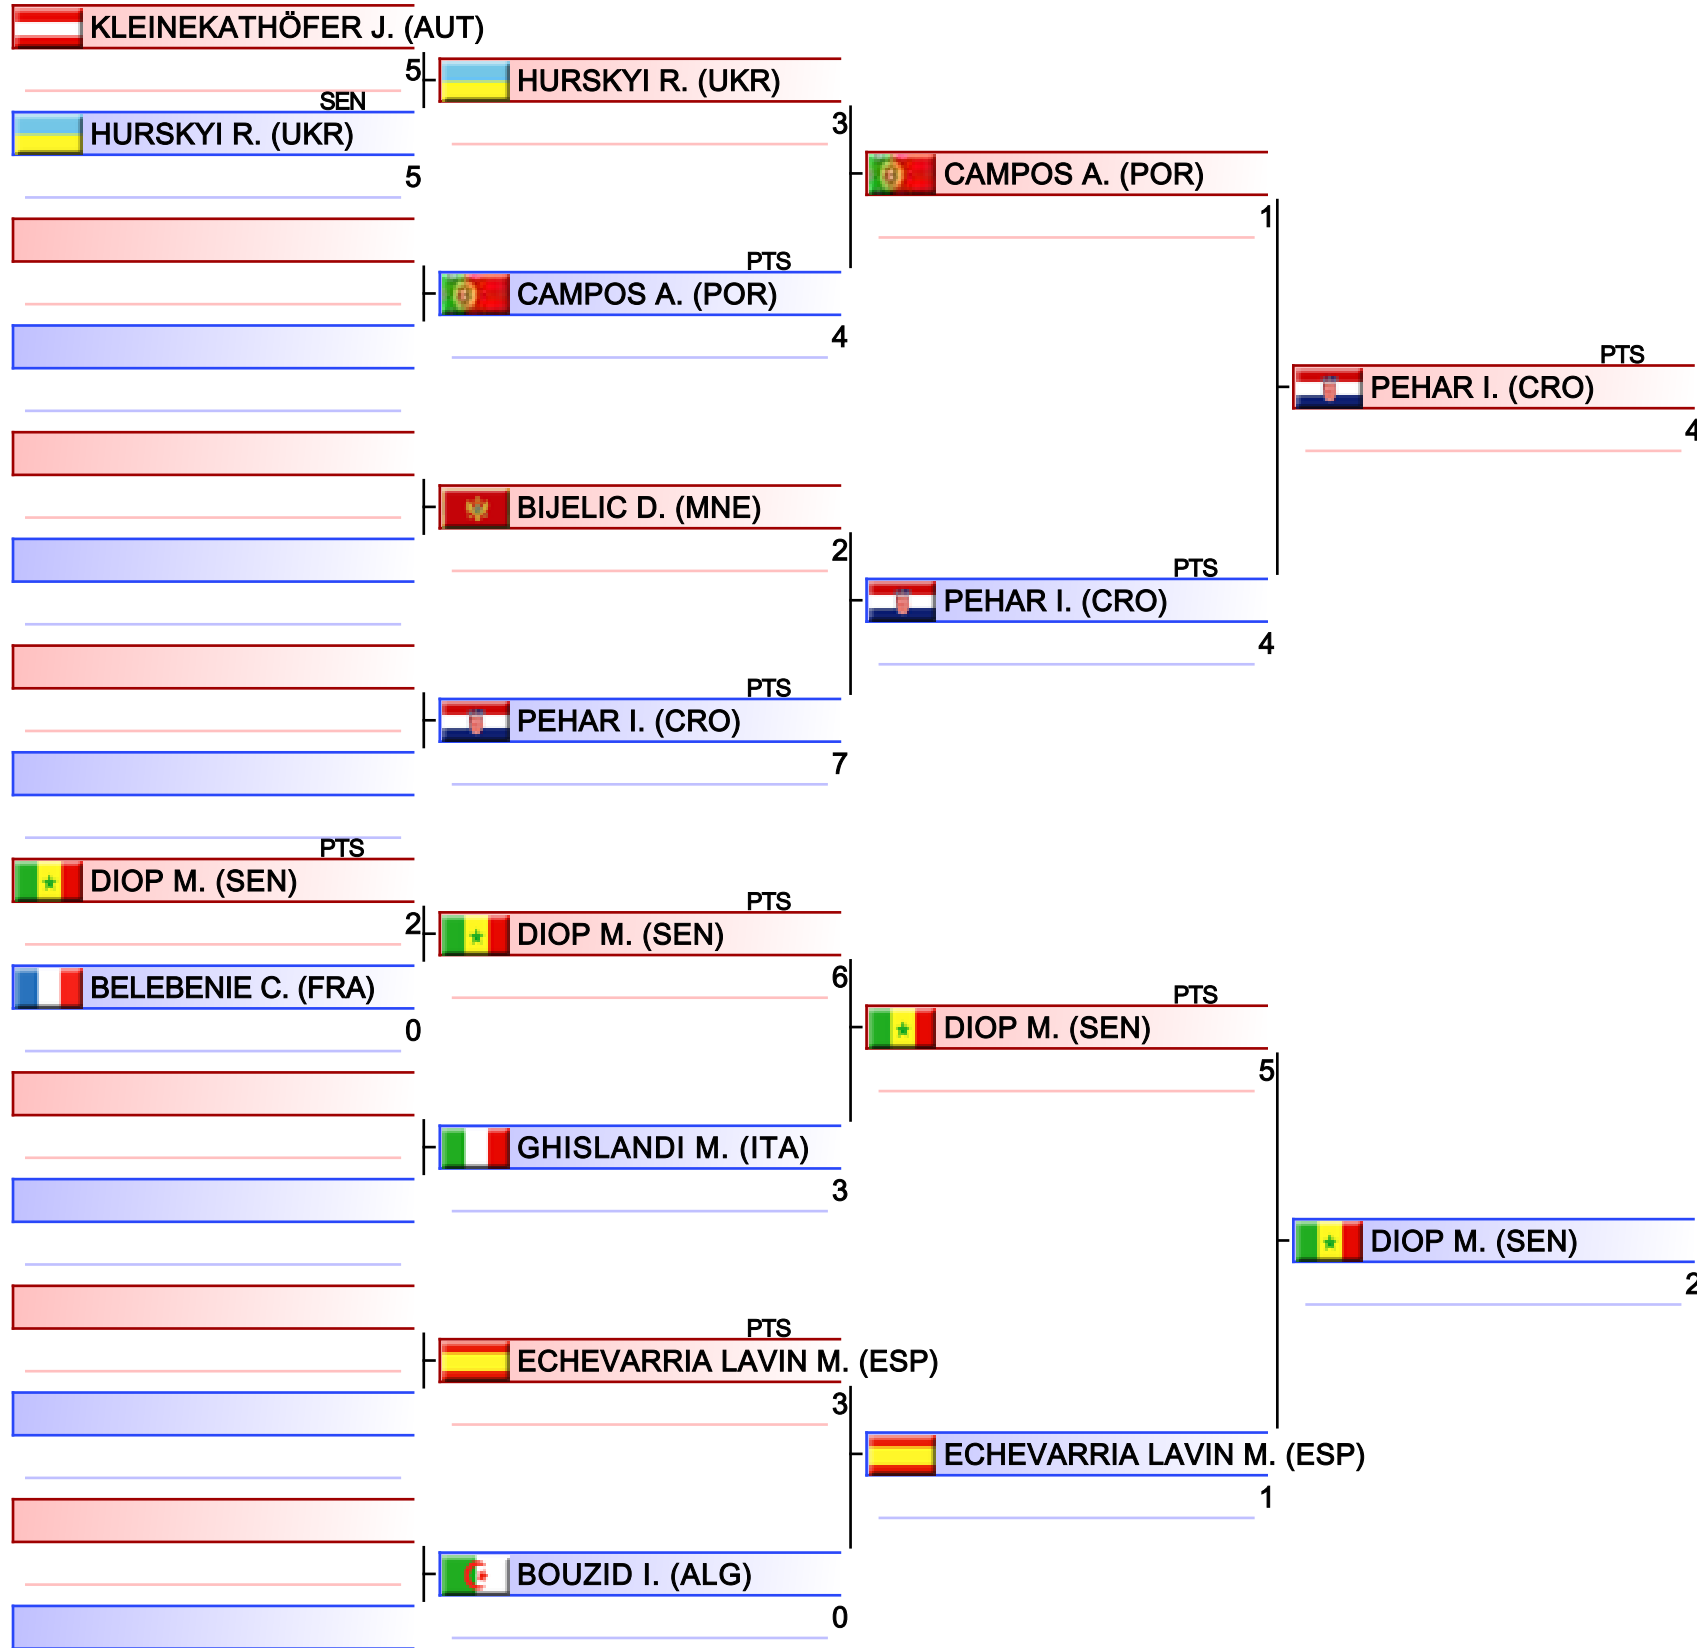 KLEINEKATHÖFER J. (AUT)
5
SEN
HURSKYI R. (UKR)
5
PTS
DIOP M. (SEN)
2
BELEBENIE C. (FRA)
0
HURSKYI R. (UKR)
3
PTS
CAMPOS A. (POR)
4
BIJELIC D. (MNE)
2
PTS
PEHAR I. (CRO)
7
PTS
DIOP M. (SEN)
6
GHISLANDI M. (ITA)
3
PTS
ECHEVARRIA LAVIN M. (ESP)
3
BOUZID I. (ALG)
0
CAMPOS A. (POR)
1
PTS
PEHAR I. (CRO)
4
PTS
DIOP M. (SEN)
5
ECHEVARRIA LAVIN M. (ESP)
1
PTS
PEHAR I. (CRO)
4
DIOP M. (SEN)
2